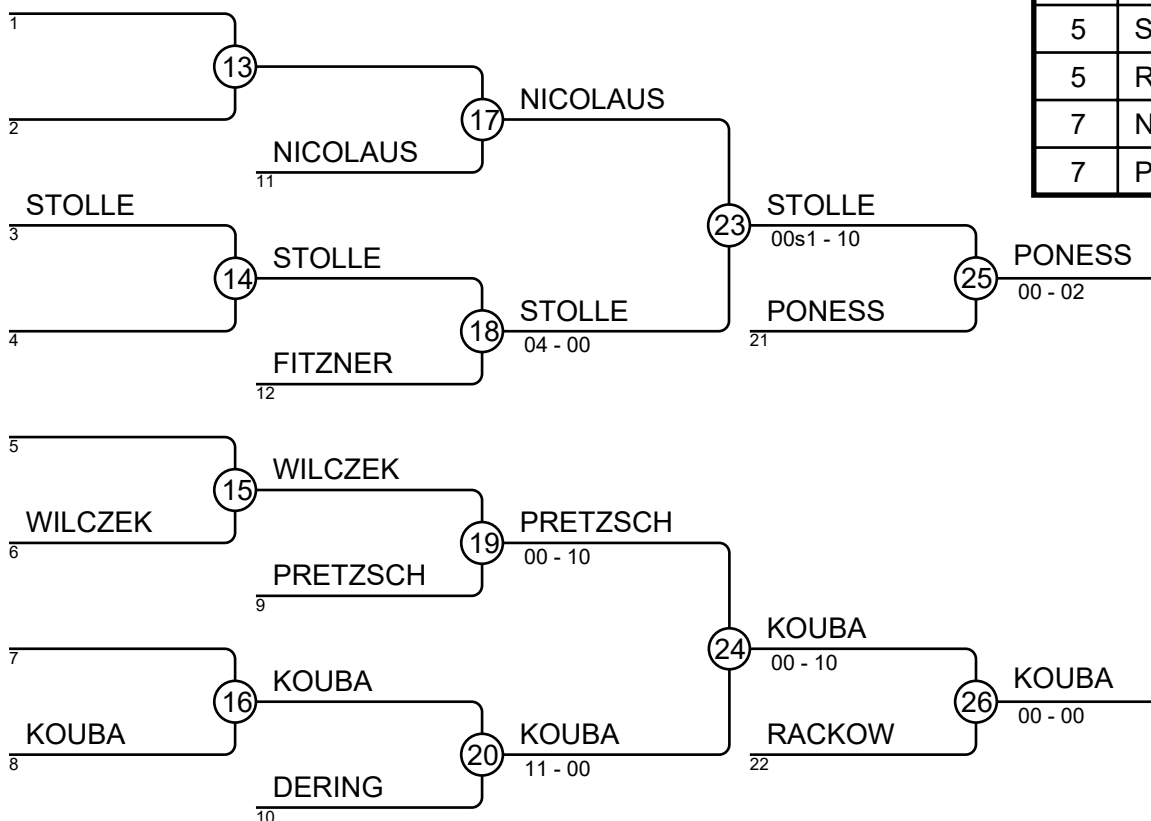 1
5 S
13
5 R
NICOLAUS
17
2
7 N
NICOLAUS
11
7 P
STOLLE
3
STOLLE
23
00s1 - 10
STOLLE
14
PONESS
25
00 - 02
STOLLE
18
04 - 00
PONESS
21
4
FITZNER
12
5
WILCZEK
15
WILCZEK
6
PRETZSCH
19
00 - 10
PRETZSCH
9
7
KOUBA
24
00 - 10
KOUBA
16
KOUBA
26
00 - 00
KOUBA
8
KOUBA
20
11 - 00
RACKOW
22
DERING
10